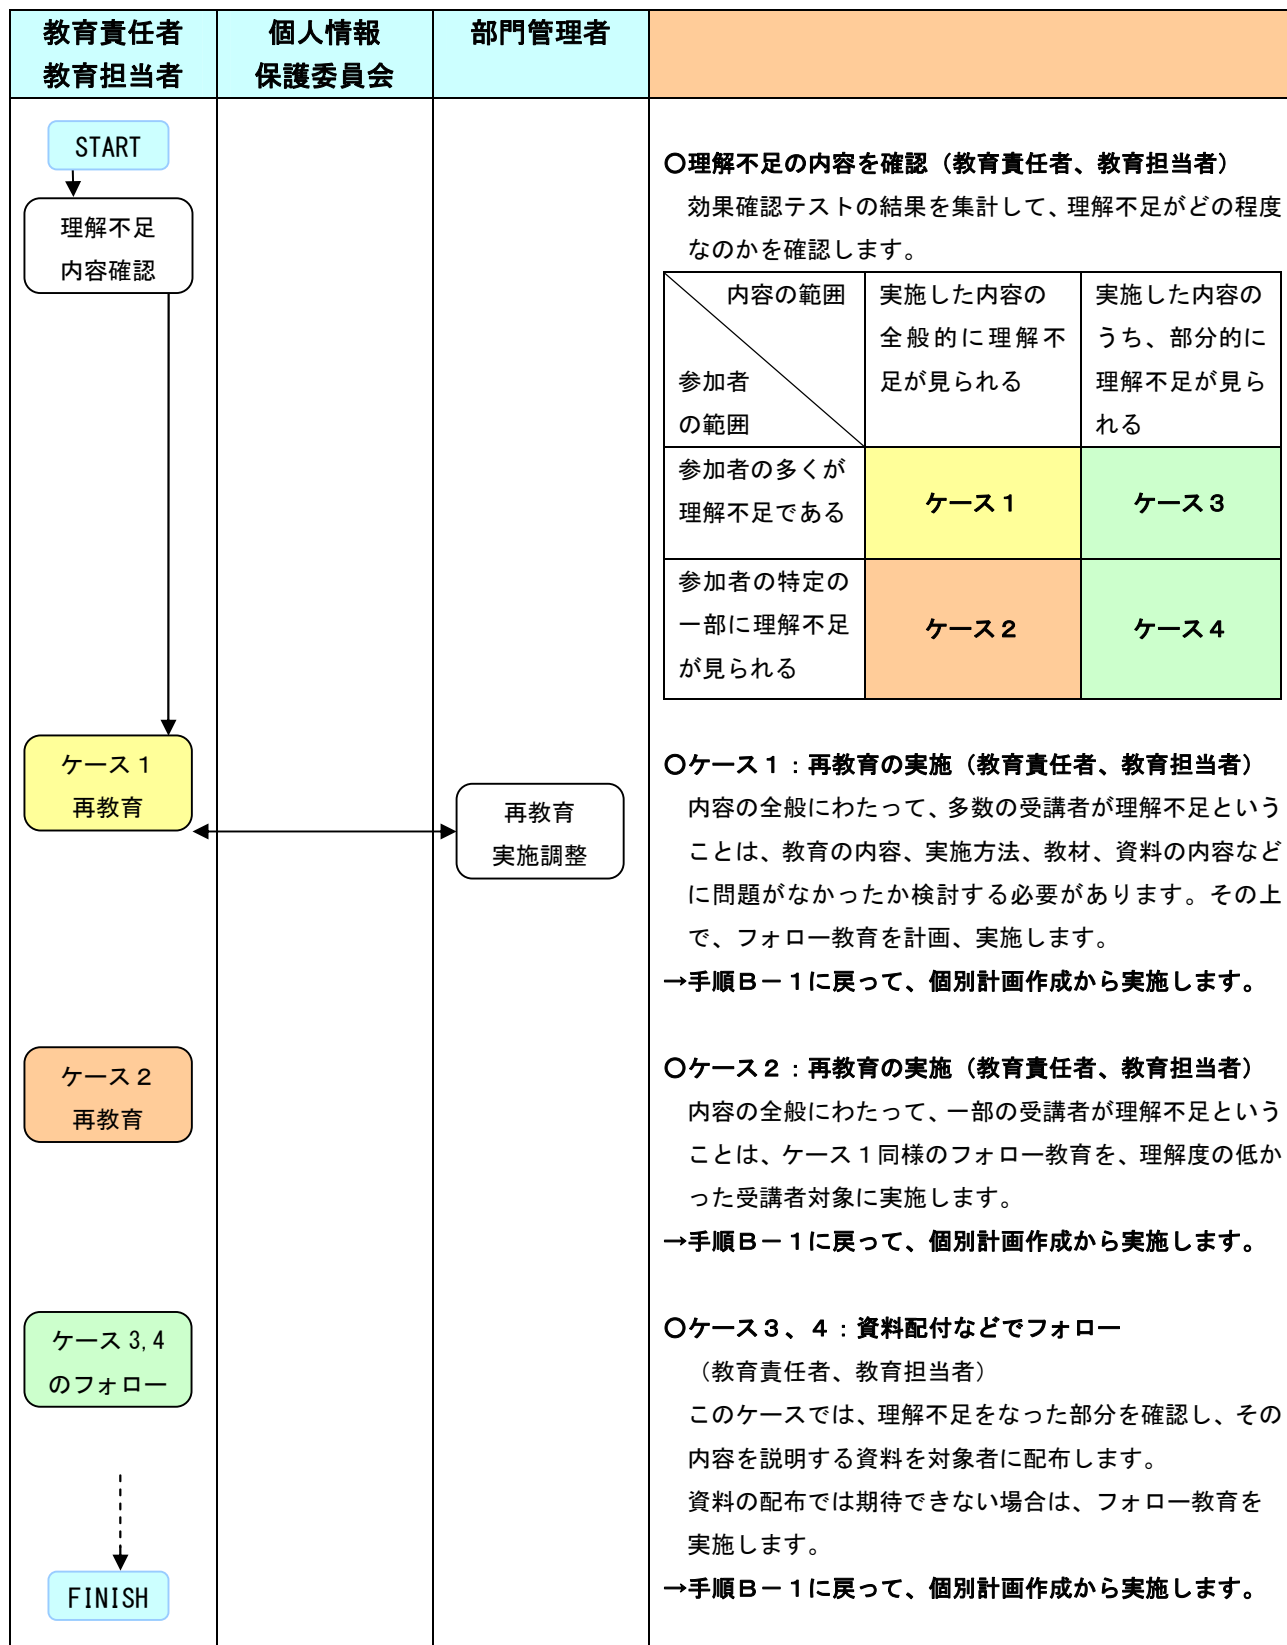 教育責任者
教育担当者
個人情報
保護委員会
部門管理者
START
理解不足
内容確認
○理解不足の内容を確認（教育責任者、教育担当者）
効果確認テストの結果を集計して、理解不足がどの程度
なのかを確認します。
内容の範囲
参加者
の範囲
実施した内容の
全般的に理解不
足が見られる
実施した内容の
うち、部分的に
理解不足が見ら
れる
参加者の多くが
理解不足である
ケース１
ケース３
参加者の特定の
一部に理解不足
が見られる
ケース２
ケース４
ケース１
再教育
再教育
実施調整
○ケース１：再教育の実施（教育責任者、教育担当者）
内容の全般にわたって、多数の受講者が理解不足という
ことは、教育の内容、実施方法、教材、資料の内容など
に問題がなかったか検討する必要があります。その上
で、フォロー教育を計画、実施します。
→手順Ｂ－１に戻って、個別計画作成から実施します。
ケース２
再教育
○ケース２：再教育の実施（教育責任者、教育担当者）
内容の全般にわたって、一部の受講者が理解不足という
ことは、ケース１同様のフォロー教育を、理解度の低か
った受講者対象に実施します。
→手順Ｂ－１に戻って、個別計画作成から実施します。
ケース 3,4
のフォロー
○ケース３、４：資料配付などでフォロー
（教育責任者、教育担当者）
このケースでは、理解不足をなった部分を確認し、その
内容を説明する資料を対象者に配布します。
資料の配布では期待できない場合は、フォロー教育を
実施します。
→手順Ｂ－１に戻って、個別計画作成から実施します。
FINISH